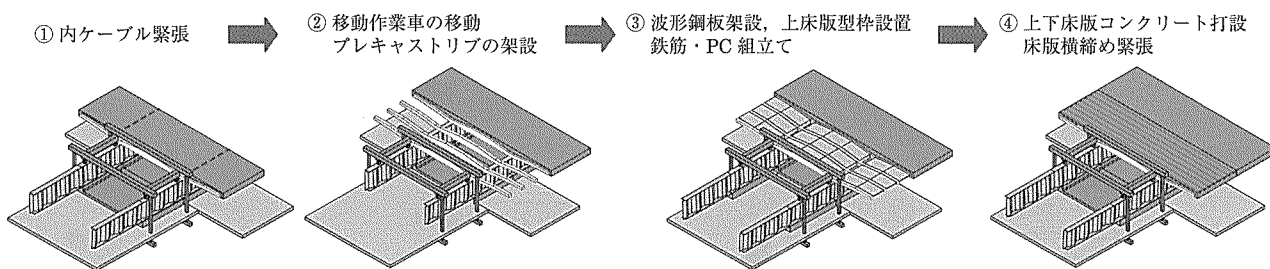 ① 内ケーブル緊張
② 移動作業車の移動
プレキャストリブの架設
③ 波形鋼板架設，上床版型枠設置
鉄筋・PC 組立て
④ 上下床版コンクリート打設
床版横締め緊張